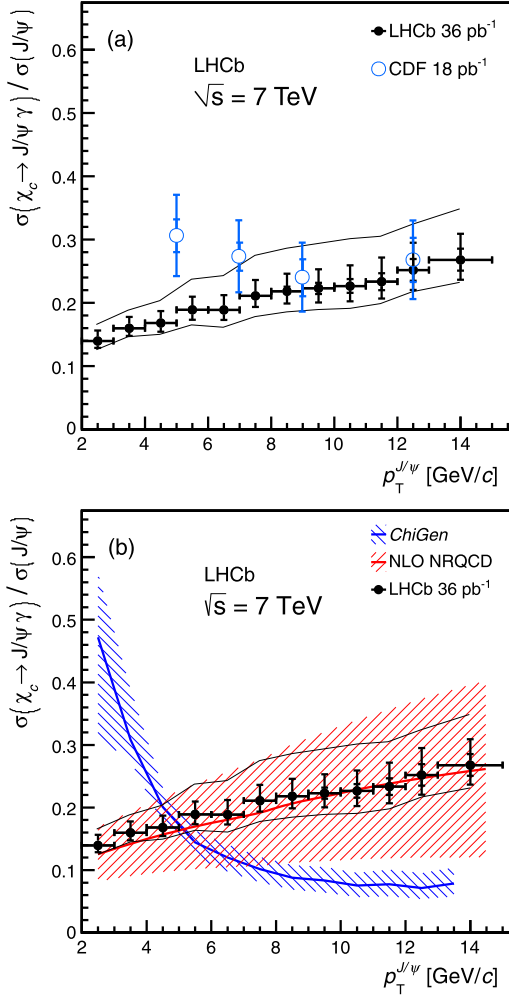 (a)
LHCb 36 pb⁻¹
CDF 18 pb⁻¹
LHCb
√s = 7 TeV
σ(χc → J/ψ γ) / σ(J/ψ)
0.6
0.5
0.4
0.3
0.2
0.1
0
2 4 6 8 10 12 14
p_T^{J/ψ} [GeV/c]
(b)
ChiGen
NLO NRQCD
LHCb 36 pb⁻¹
LHCb
√s = 7 TeV
σ(χc → J/ψ γ) / σ(J/ψ)
0.6
0.5
0.4
0.3
0.2
0.1
0
2 4 6 8 10 12 14
p_T^{J/ψ} [GeV/c]